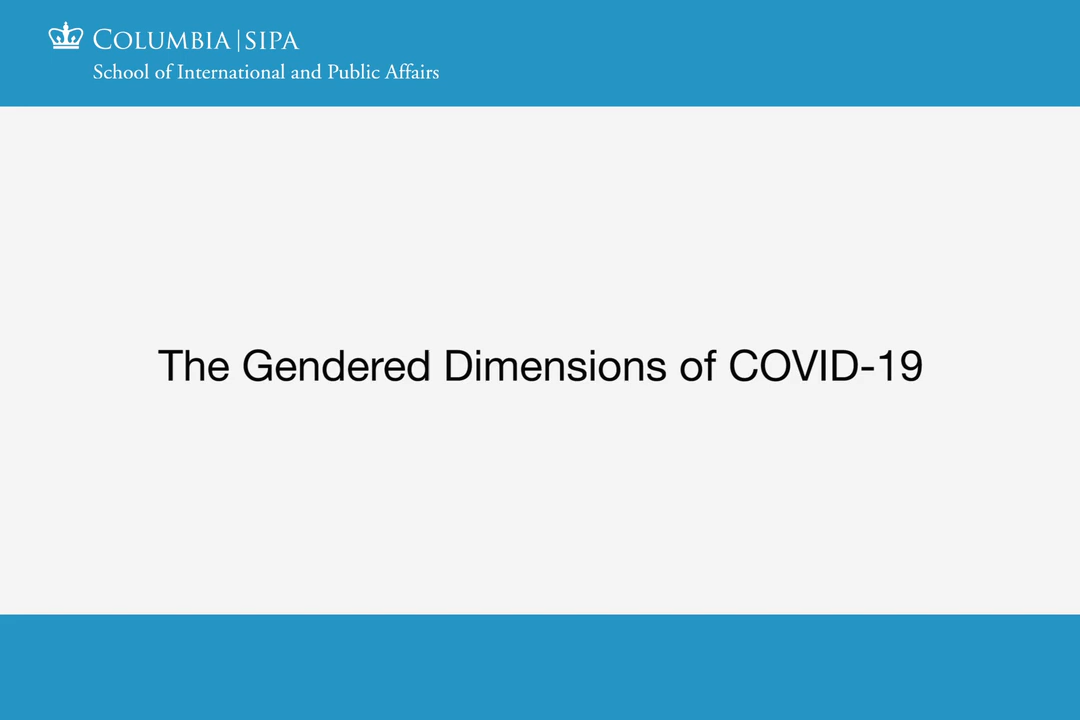 COLUMBIA | SIPA
School of International and Public Affairs
The Gendered Dimensions of COVID-19